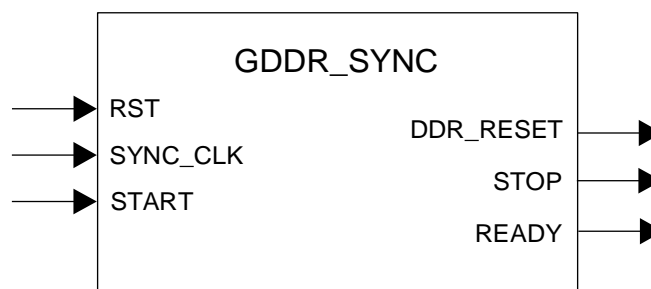 GDDR_SYNC
RST
SYNC_CLK
START
DDR_RESET
STOP
READY